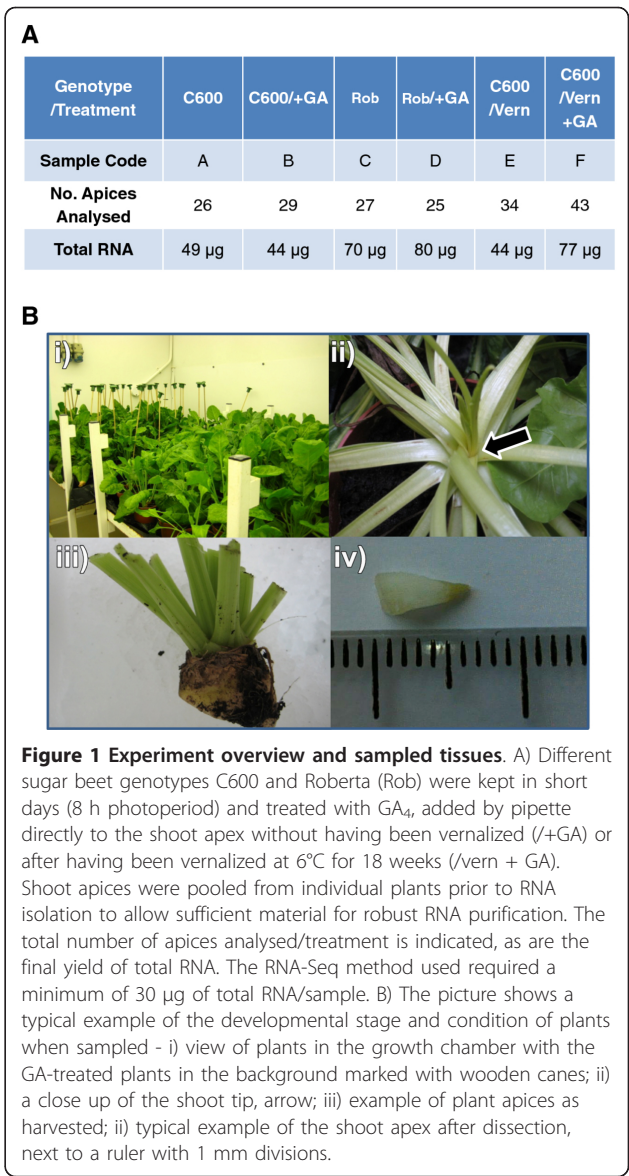 A
Genotype /Treatment C600 C600/+GA Rob Rob/+GA C600 /Vern C600 /Vern +GA
Sample Code A B C D E F
No. Apices Analysed 26 29 27 25 34 43
Total RNA 49 µg 44 µg 70 µg 80 µg 44 µg 77 µg
B
i)
ii)
iii)
iv)
Figure 1 Experiment overview and sampled tissues. A) Different
sugar beet genotypes C600 and Roberta (Rob) were kept in short
days (8 h photoperiod) and treated with GA₄, added by pipette
directly to the shoot apex without having been vernalized (/+GA) or
after having been vernalized at 6°C for 18 weeks (/vern + GA).
Shoot apices were pooled from individual plants prior to RNA
isolation to allow sufficient material for robust RNA purification. The
total number of apices analysed/treatment is indicated, as are the
final yield of total RNA. The RNA-Seq method used required a
minimum of 30 µg of total RNA/sample. B) The picture shows a
typical example of the developmental stage and condition of plants
when sampled - i) view of plants in the growth chamber with the
GA-treated plants in the background marked with wooden canes; ii)
a close up of the shoot tip, arrow; iii) example of plant apices as
harvested; ii) typical example of the shoot apex after dissection,
next to a ruler with 1 mm divisions.